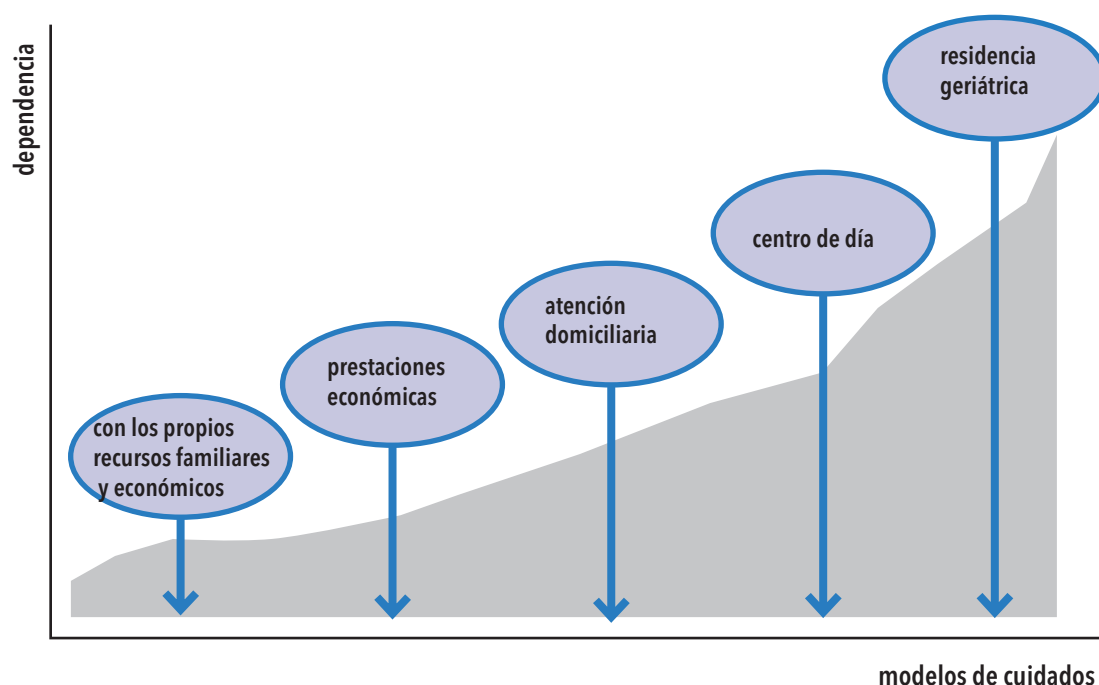 dependencia
residencia
geriátrica
centro de día
atención
domiciliaria
prestaciones
económicas
con los propios
recursos familiares
y económicos
modelos de cuidados